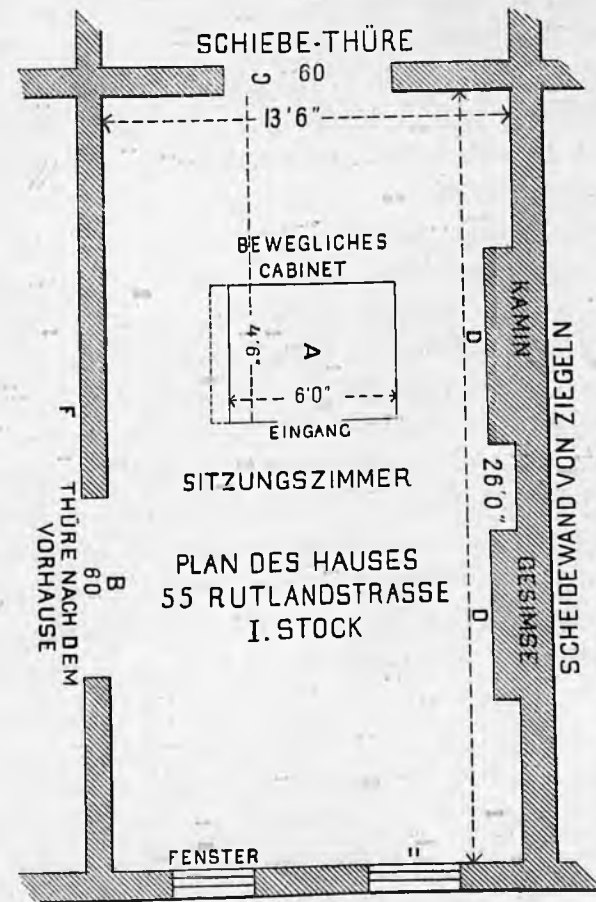 SCHIEBE-THÜRE
C 60
13'6"
BEWEGLICHES
CABINET
4'6"
A
6'0"
EINGANG
SITZUNGSZIMMER
PLAN DES HAUSES
55 RUTLANDSTRASSE
I. STOCK
F
THÜRE NACH DEM
VORHAUSE
B
60
D
KAMIN
26'0"
D
GESIMSE
SCHEIDEWAND VON ZIEGELN
FENSTER
"